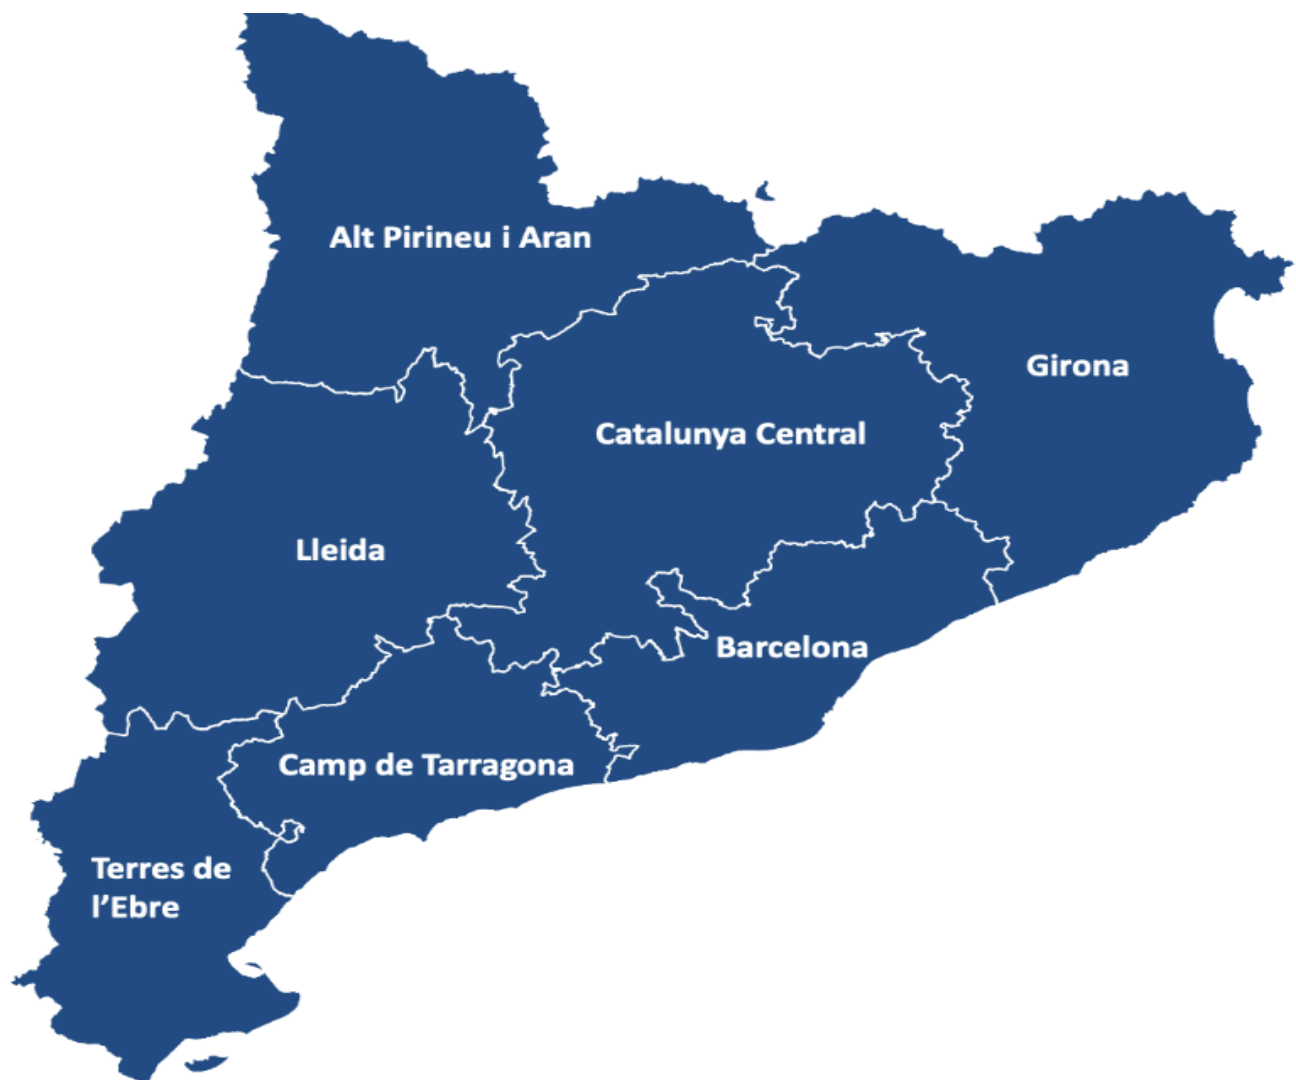 Alt Pirineu i Aran
Girona
Catalunya Central
Lleida
Barcelona
Camp de Tarragona
Terres de
l’Ebre